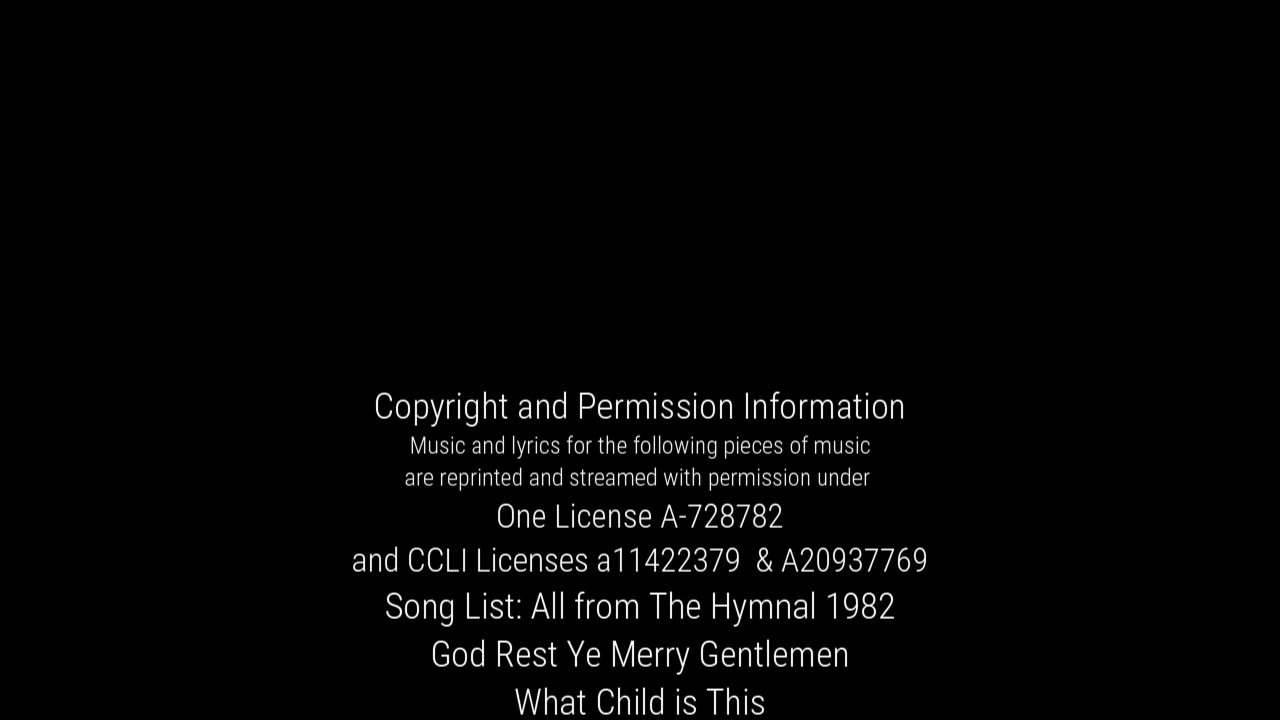 Copyright and Permission Information
Music and lyrics for the following pieces of music
are reprinted and streamed with permission under
One License A-728782
and CCLI Licenses a11422379 & A20937769
Song List: All from The Hymnal 1982
God Rest Ye Merry Gentlemen
What Child is This